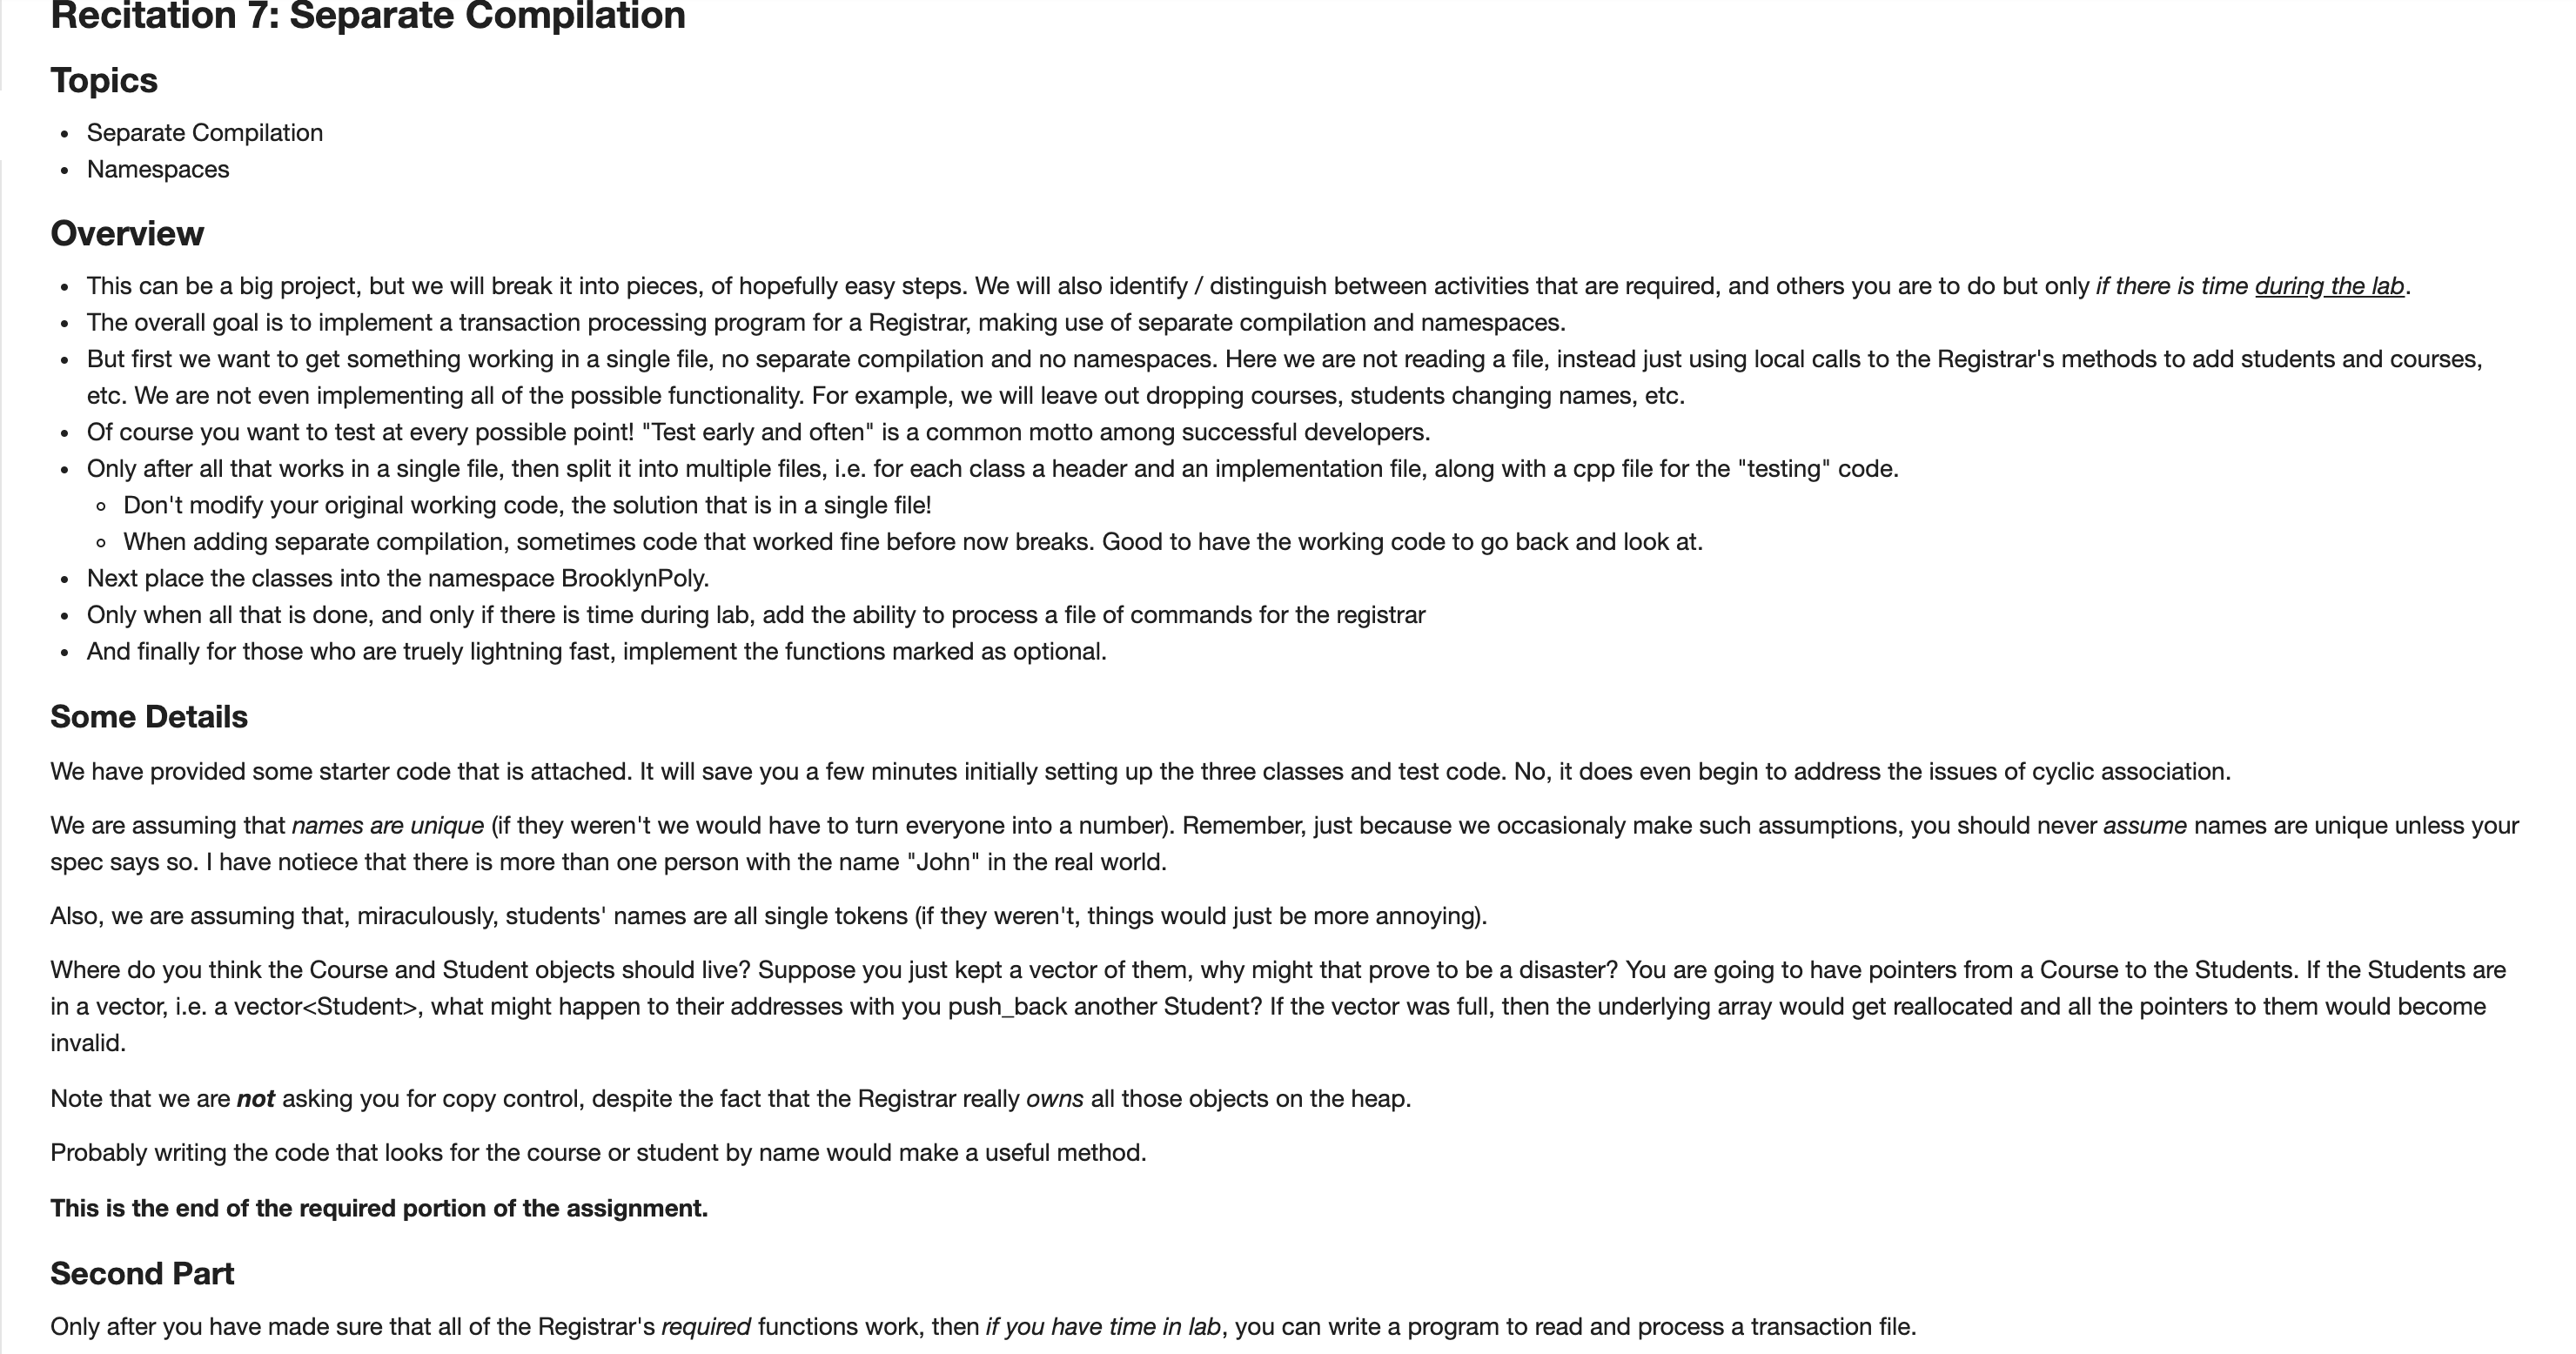 Recitation 7: Separate Compilation
Topics
• Separate Compilation
• Namespaces
Overview
• This can be a big project, but we will break it into pieces, of hopefully easy steps. We will also identify / distinguish between activities that are required, and others you are to do but only if there is time during the lab.
• The overall goal is to implement a transaction processing program for a Registrar, making use of separate compilation and namespaces.
• But first we want to get something working in a single file, no separate compilation and no namespaces. Here we are not reading a file, instead just using local calls to the Registrar's methods to add students and courses,
etc. We are not even implementing all of the possible functionality. For example, we will leave out dropping courses, students changing names, etc.
• Of course you want to test at every possible point! "Test early and often" is a common motto among successful developers.
• Only after all that works in a single file, then split it into multiple files, i.e. for each class a header and an implementation file, along with a cpp file for the "testing" code.
◦ Don't modify your original working code, the solution that is in a single file!
◦ When adding separate compilation, sometimes code that worked fine before now breaks. Good to have the working code to go back and look at.
• Next place the classes into the namespace BrooklynPoly.
• Only when all that is done, and only if there is time during lab, add the ability to process a file of commands for the registrar
• And finally for those who are truely lightning fast, implement the functions marked as optional.
Some Details
We have provided some starter code that is attached. It will save you a few minutes initially setting up the three classes and test code. No, it does even begin to address the issues of cyclic association.
We are assuming that names are unique (if they weren't we would have to turn everyone into a number). Remember, just because we occasionaly make such assumptions, you should never assume names are unique unless your
spec says so. I have notiece that there is more than one person with the name "John" in the real world.
Also, we are assuming that, miraculously, students' names are all single tokens (if they weren't, things would just be more annoying).
Where do you think the Course and Student objects should live? Suppose you just kept a vector of them, why might that prove to be a disaster? You are going to have pointers from a Course to the Students. If the Students are
in a vector, i.e. a vector<Student>, what might happen to their addresses with you push_back another Student? If the vector was full, then the underlying array would get reallocated and all the pointers to them would become
invalid.
Note that we are not asking you for copy control, despite the fact that the Registrar really owns all those objects on the heap.
Probably writing the code that looks for the course or student by name would make a useful method.
This is the end of the required portion of the assignment.
Second Part
Only after you have made sure that all of the Registrar's required functions work, then if you have time in lab, you can write a program to read and process a transaction file.